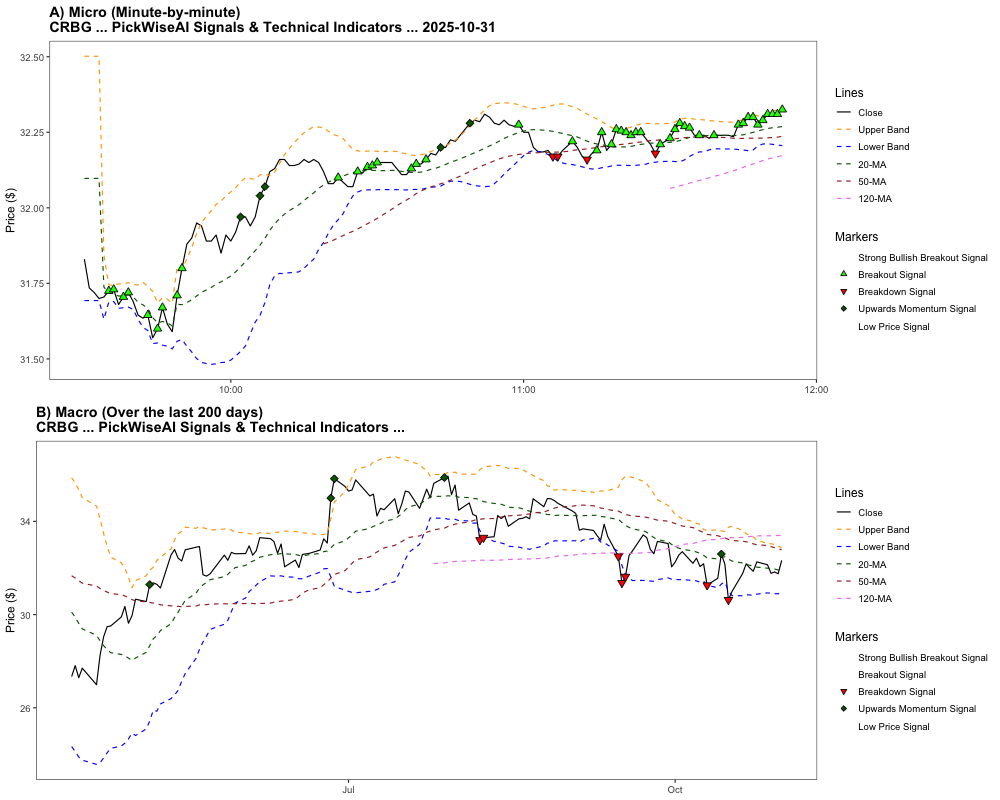 A) Micro (Minute-by-minute)
CRBG ... PickWiseAI Signals & Technical Indicators ... 2025-10-31
32.50
32.25
32.00
31.75
31.50
Price ($)
10:00
11:00
12:00
Lines
Close
Upper Band
Lower Band
20-MA
50-MA
120-MA
Markers
Strong Bullish Breakout Signal
Breakout Signal
Breakdown Signal
Upwards Momentum Signal
Low Price Signal
B) Macro (Over the last 200 days)
CRBG ... PickWiseAI Signals & Technical Indicators ...
34
30
26
Price ($)
Jul
Oct
Lines
Close
Upper Band
Lower Band
20-MA
50-MA
120-MA
Markers
Strong Bullish Breakout Signal
Breakout Signal
Breakdown Signal
Upwards Momentum Signal
Low Price Signal